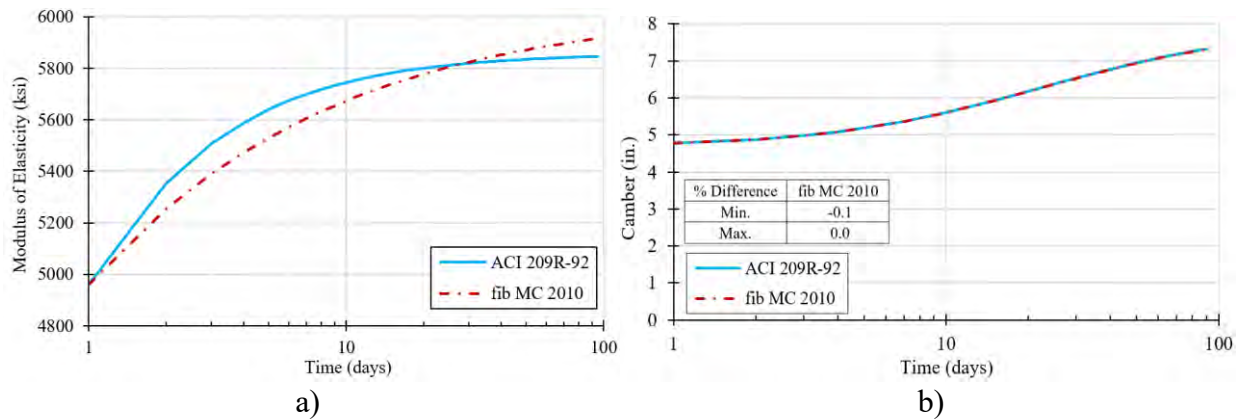 6000
5800
5600
5400
5200
5000
4800
Modulus of Elasticity (ksi)
ACI 209R-92
fib MC 2010
1
10
100
Time (days)
a)
8
7
6
5
4
3
2
1
0
Camber (in.)
% Difference fib MC 2010
Min. -0.1
Max. 0.0
ACI 209R-92
fib MC 2010
1
10
100
Time (days)
b)